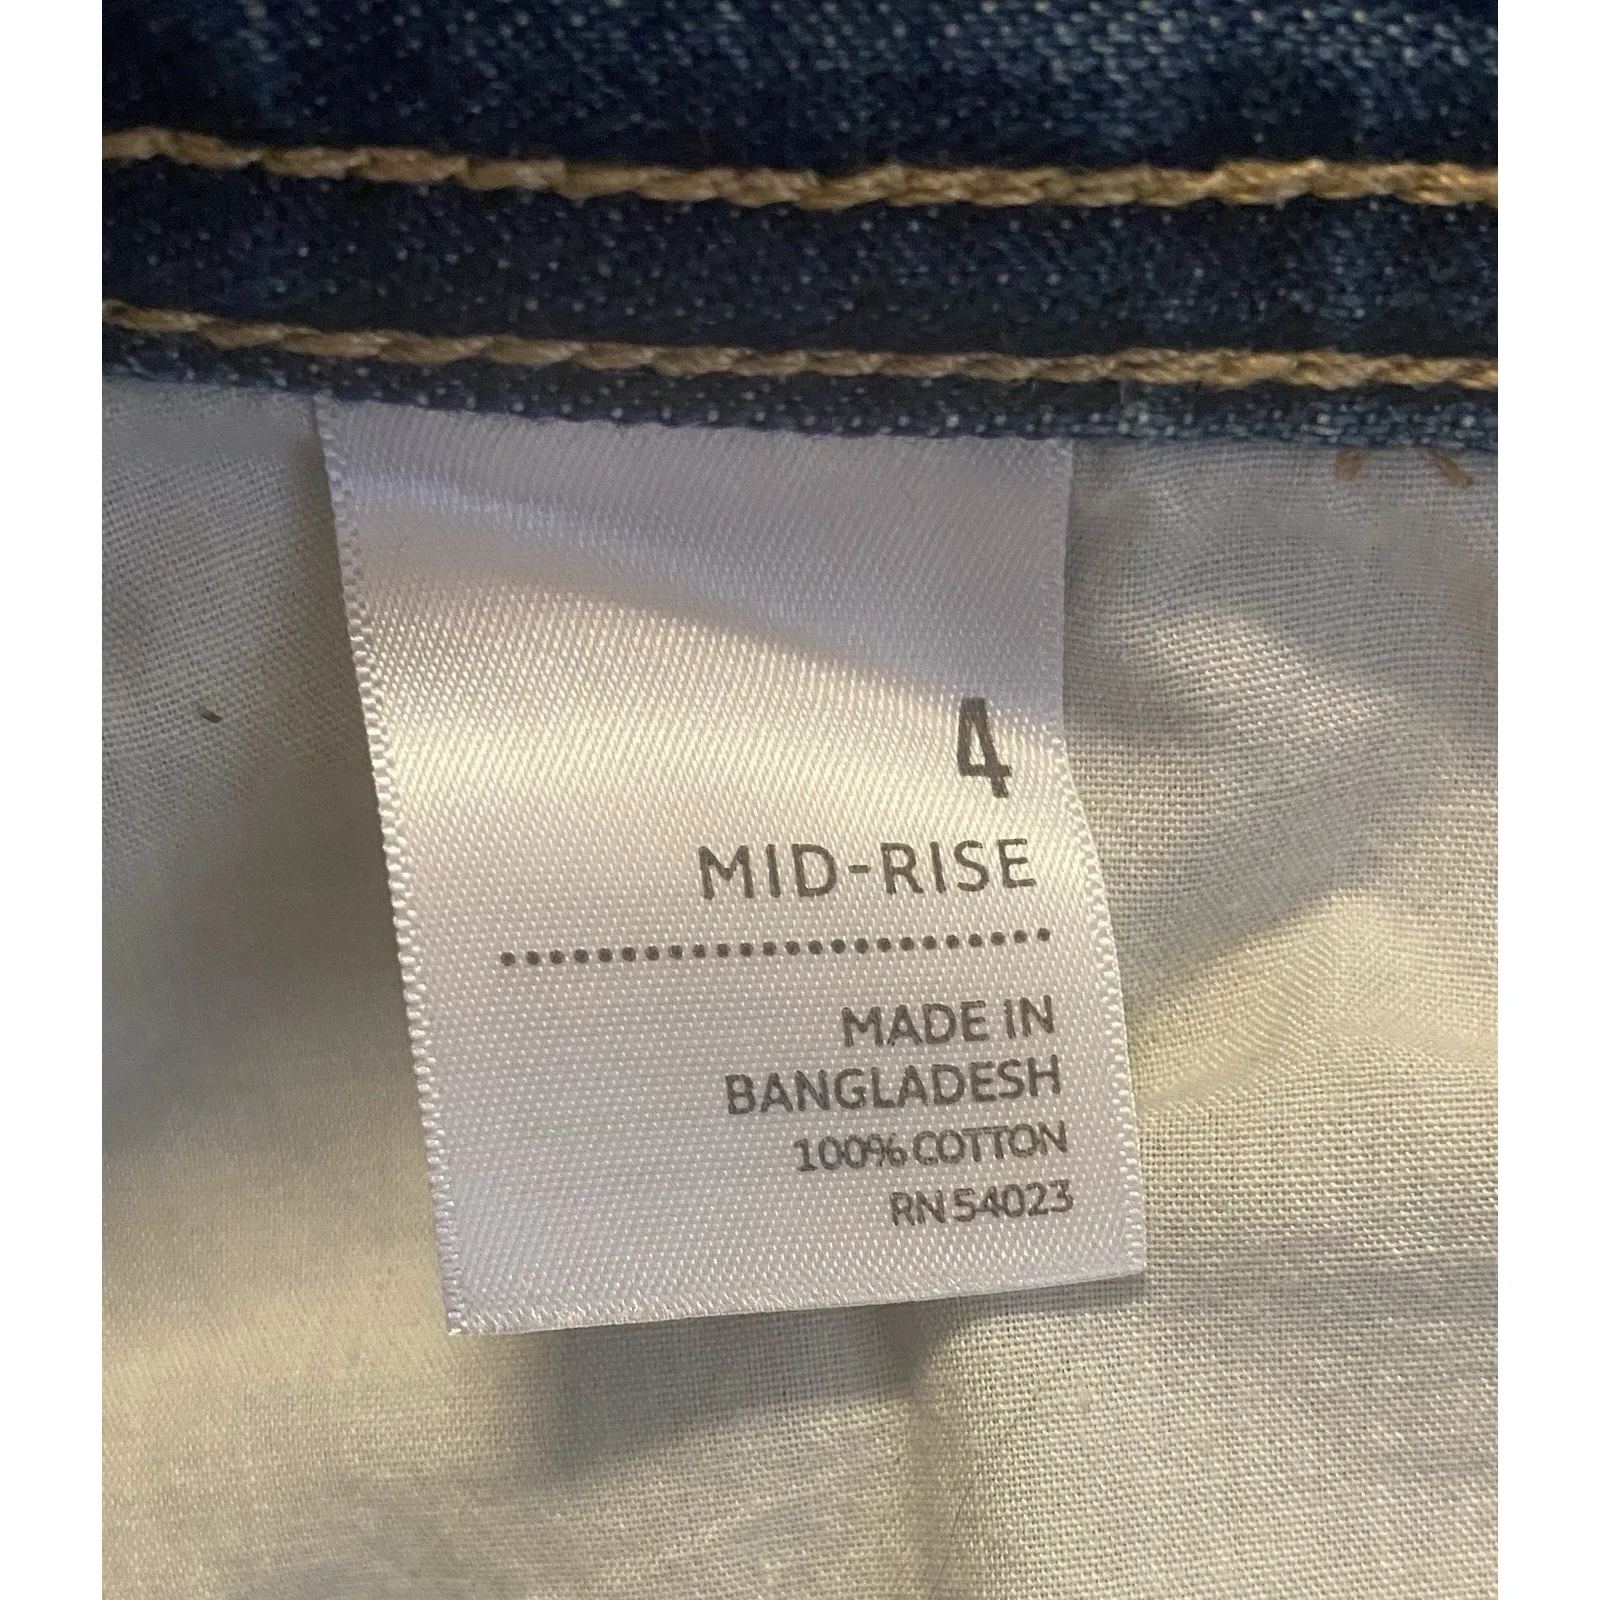 4
MID-RISE
MADE IN
BANGLADESH
100% COTTON
RN 54023